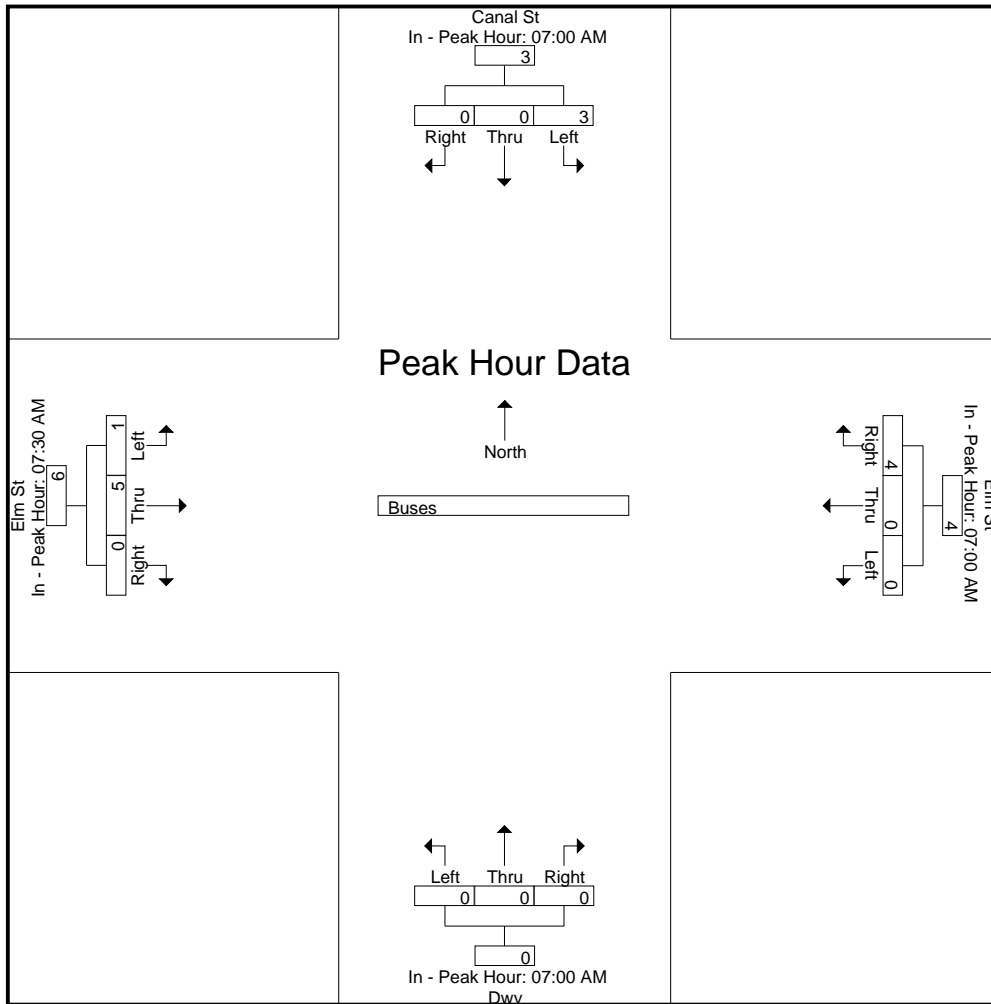 Canal St
In - Peak Hour: 07:00 AM
3
0 0 3
Right Thru Left
Peak Hour Data
North
Buses
Elm St
In - Peak Hour: 07:30 AM
6
1 5 0
Left Thru Right
Elm St
In - Peak Hour: 07:00 AM
4
4 0 0
Right Thru Left
Left Thru Right
0 0 0
0
In - Peak Hour: 07:00 AM
Dwy